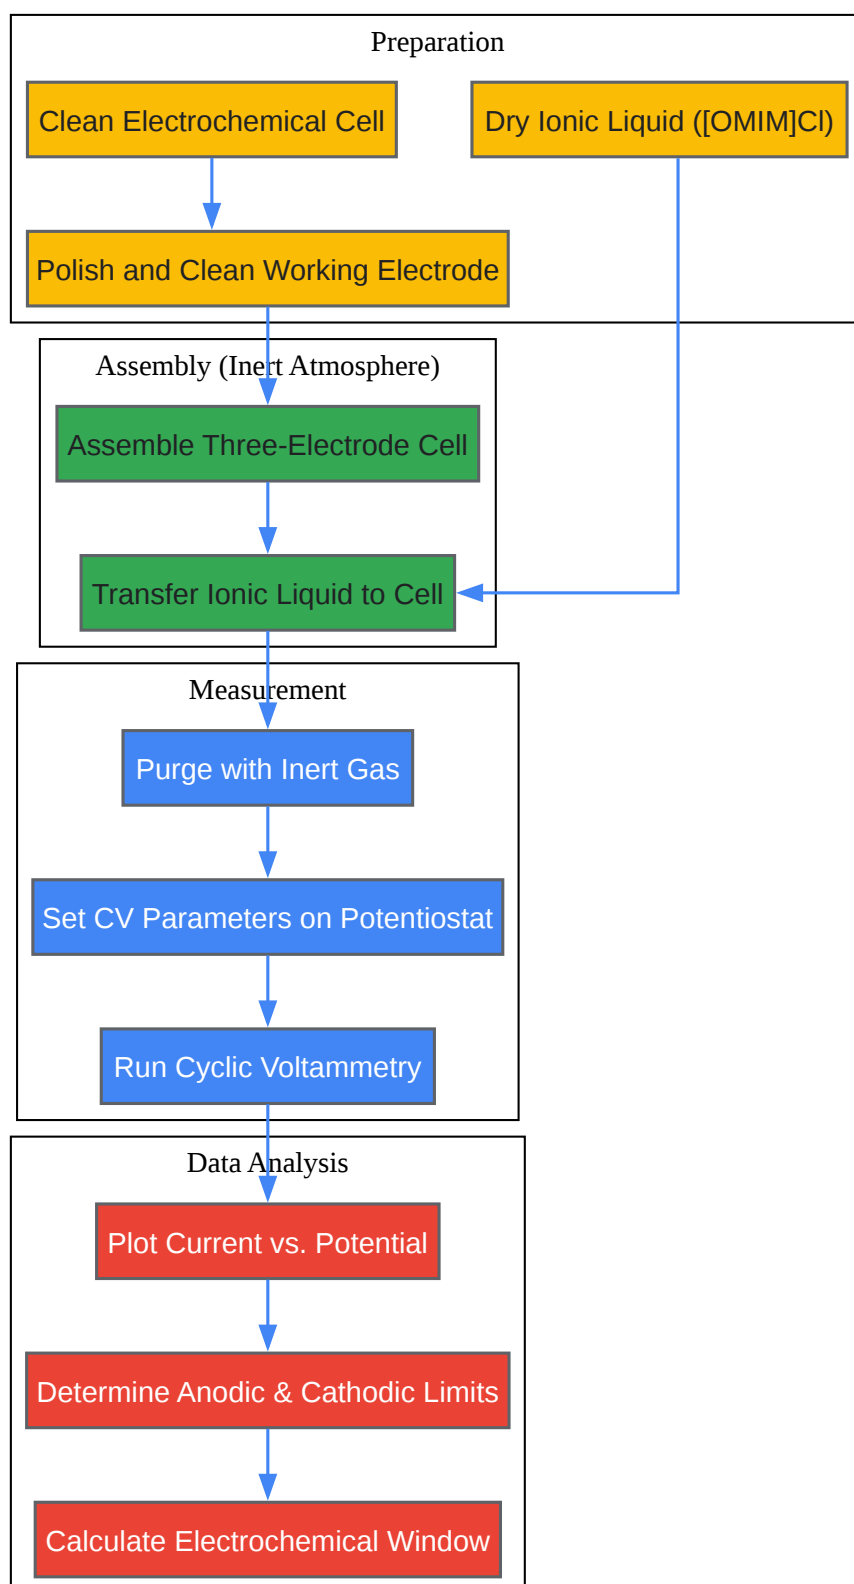 Preparation
Clean Electrochemical Cell
Dry Ionic Liquid ([OMIM]Cl)
Polish and Clean Working Electrode
Assembly (Inert Atmosphere)
Assemble Three-Electrode Cell
Transfer Ionic Liquid to Cell
Measurement
Purge with Inert Gas
Set CV Parameters on Potentiostat
Run Cyclic Voltammetry
Data Analysis
Plot Current vs. Potential
Determine Anodic & Cathodic Limits
Calculate Electrochemical Window